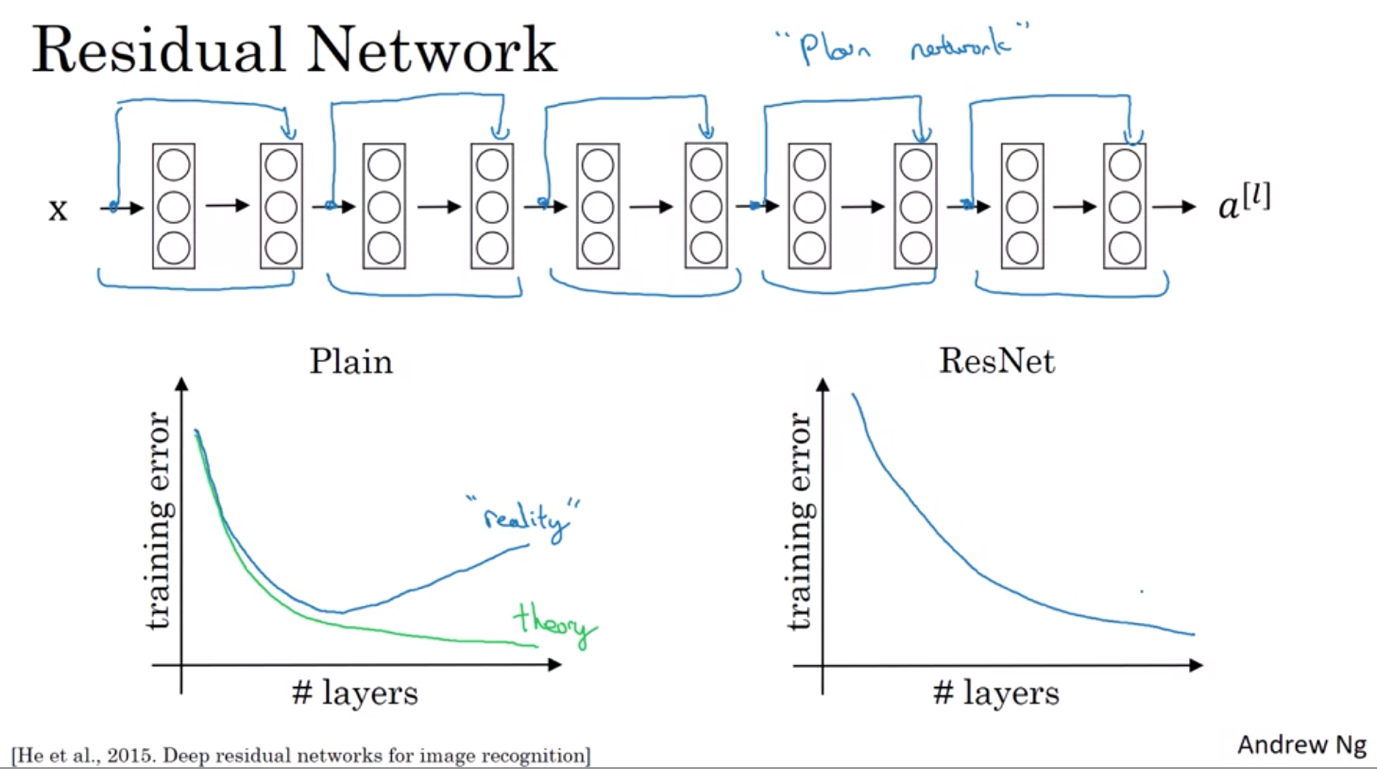 Residual Network
"Plain network"
x
a[l]
Plain
ResNet
training error
"reality"
theory
# layers
training error
# layers
[He et al., 2015. Deep residual networks for image recognition]
Andrew Ng